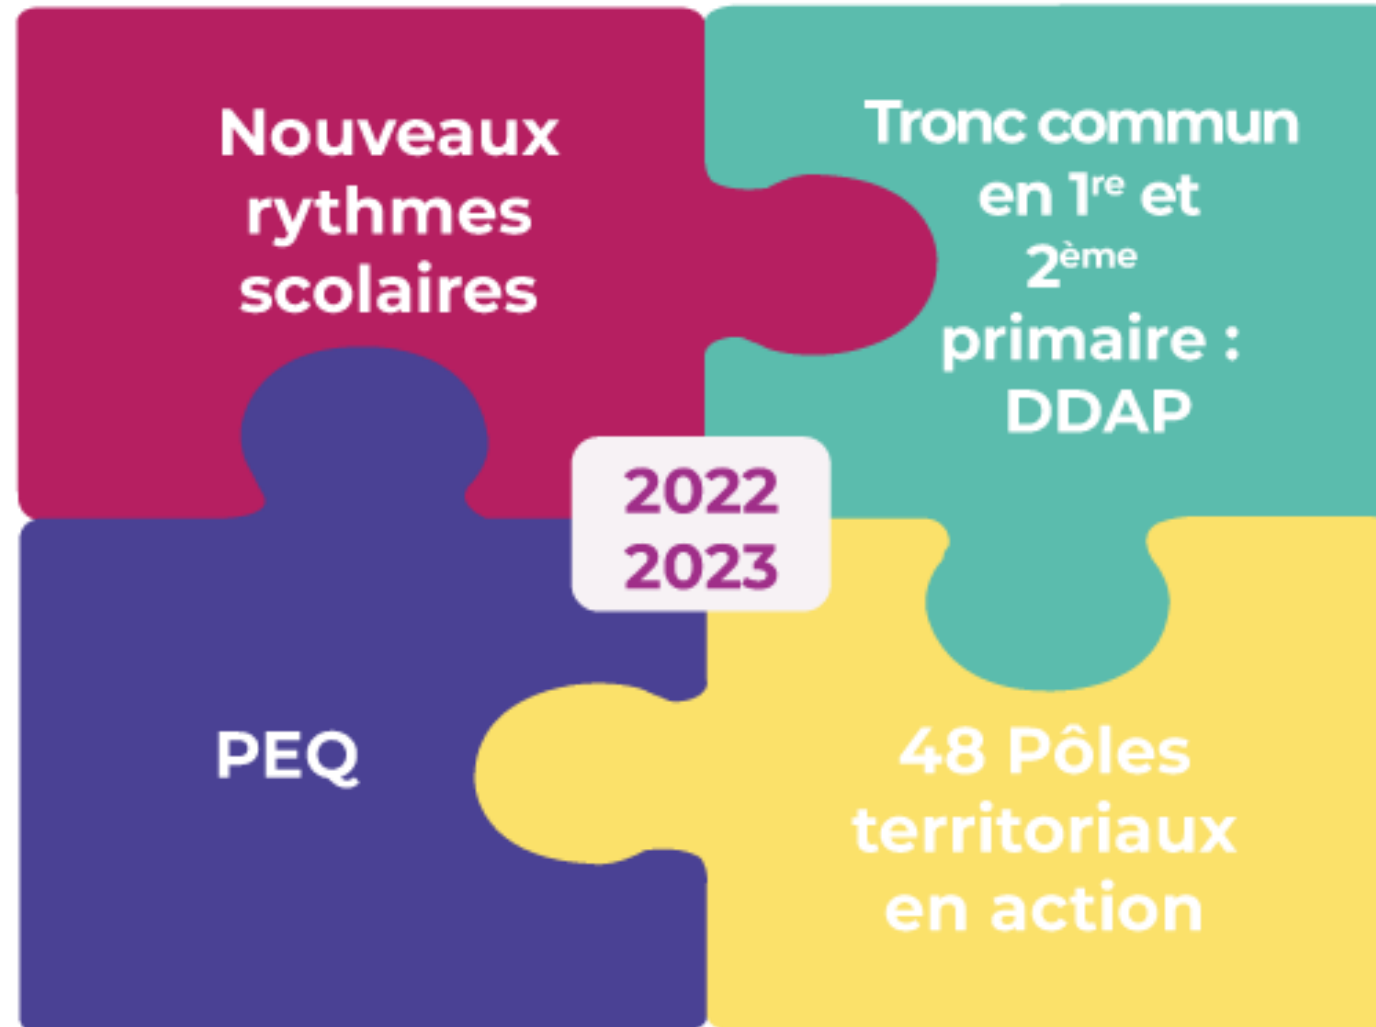 Nouveaux
rythmes
scolaires
Tronc commun
en 1re et
2ème
primaire :
DDAP
2022
2023
PEQ
48 Pôles
territoriaux
en action